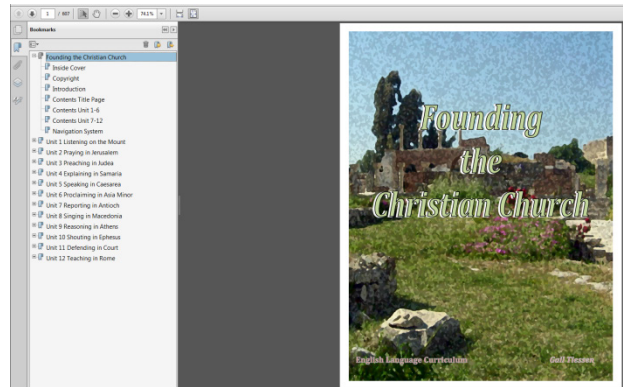 1 / 667
74.1%
Bookmarks
Founding the Christian Church
Inside Cover
Copyright
Introduction
Contents Title Page
Contents Unit 1-6
Contents Unit 7-12
Navigation System
Unit 1 Listening on the Mount
Unit 2 Praying in Jerusalem
Unit 3 Preaching in Judea
Unit 4 Explaining in Samaria
Unit 5 Speaking in Caesarea
Unit 6 Proclaiming in Asia Minor
Unit 7 Reporting in Antioch
Unit 8 Singing in Macedonia
Unit 9 Reasoning in Athens
Unit 10 Shouting in Ephesus
Unit 11 Defending in Court
Unit 12 Teaching in Rome
Founding
the
Christian Church
English Language Curriculum
Gail Tiessen